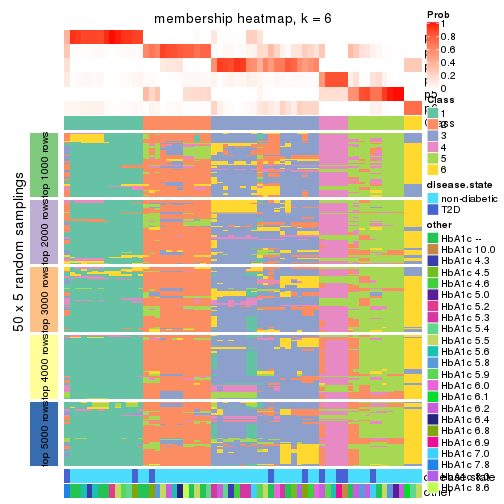 membership heatmap, k = 6
50 x 5 random samplings
top 1000 rows
top 2000 rows
top 3000 rows
top 4000 rows
top 5000 rows
Prob
1
0.8
0.6
0.4
0.2
0
Class
1
2
3
4
5
6
disease.state
non-diabetic
T2D
other
HbA1c --
HbA1c 10.0
HbA1c 4.3
HbA1c 4.5
HbA1c 4.6
HbA1c 5.0
HbA1c 5.2
HbA1c 5.3
HbA1c 5.4
HbA1c 5.5
HbA1c 5.6
HbA1c 5.8
HbA1c 5.9
HbA1c 6.0
HbA1c 6.1
HbA1c 6.2
HbA1c 6.4
HbA1c 6.8
HbA1c 6.9
HbA1c 7.0
HbA1c 7.8
HbA1c 8.6
disease.state
other